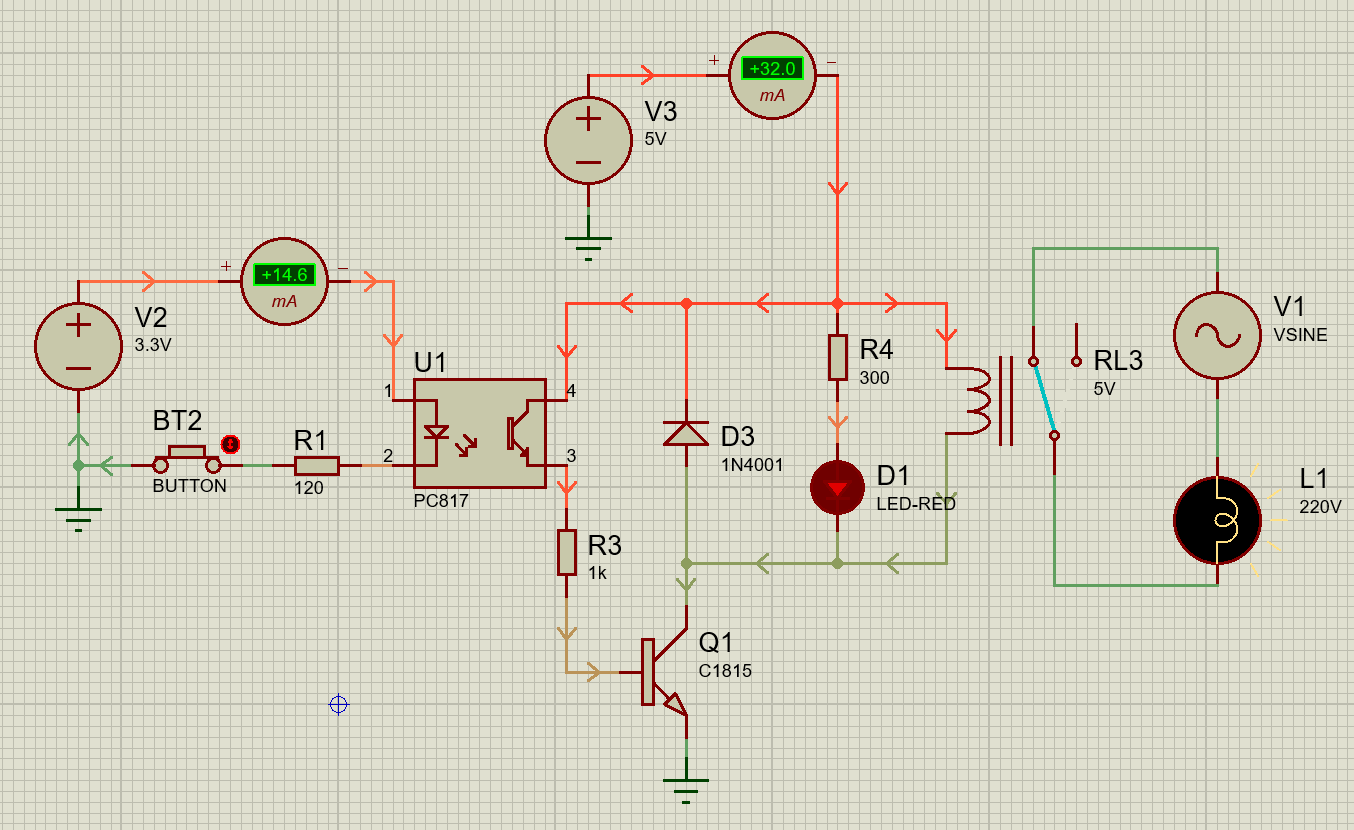 +32.0
mA
V3
5V
+14.6
mA
V2
3.3V
U1
1
4
2
3
PC817
BT2
BUTTON
R1
120
R3
1k
D3
1N4001
R4
300
D1
LED-RED
RL3
5V
V1
VSINE
L1
220V
Q1
C1815